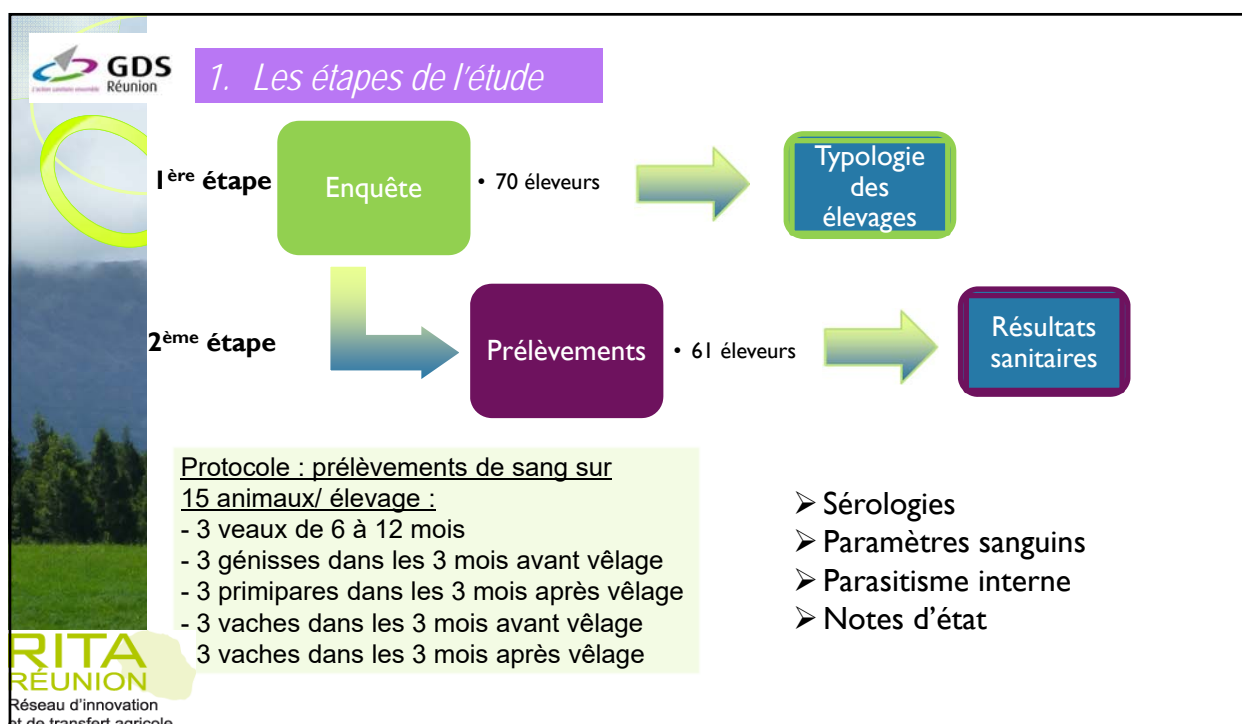 GDS
Réunion
L'action sanitaire ensemble
1. Les étapes de l'étude
1ère étape
Enquête
• 70 éleveurs
Typologie
des
élevages
2ème étape
Prélèvements
• 61 éleveurs
Résultats
sanitaires
Protocole : prélèvements de sang sur
15 animaux/ élevage :
- 3 veaux de 6 à 12 mois
- 3 génisses dans les 3 mois avant vêlage
- 3 primipares dans les 3 mois après vêlage
- 3 vaches dans les 3 mois avant vêlage
3 vaches dans les 3 mois après vêlage
➢ Sérologies
➢ Paramètres sanguins
➢ Parasitisme interne
➢ Notes d'état
RITA
RÉUNION
Réseau d'innovation
et de transfert agricole